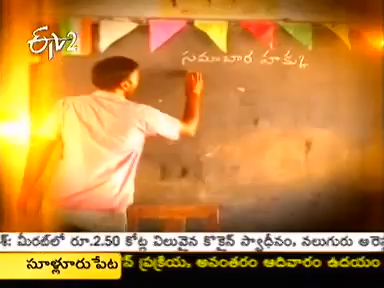 ETV2
సమాచార హక్కు
శ్: మీరట్‌లో రూ.2.50 కోట్ల విలువైన కొకైన్ స్వాధీనం, నలుగురు అరెస్
సూళ్లూరుపేట
న్ ప్రక్రియ, అనంతరం ఆదివారం ఉదయం